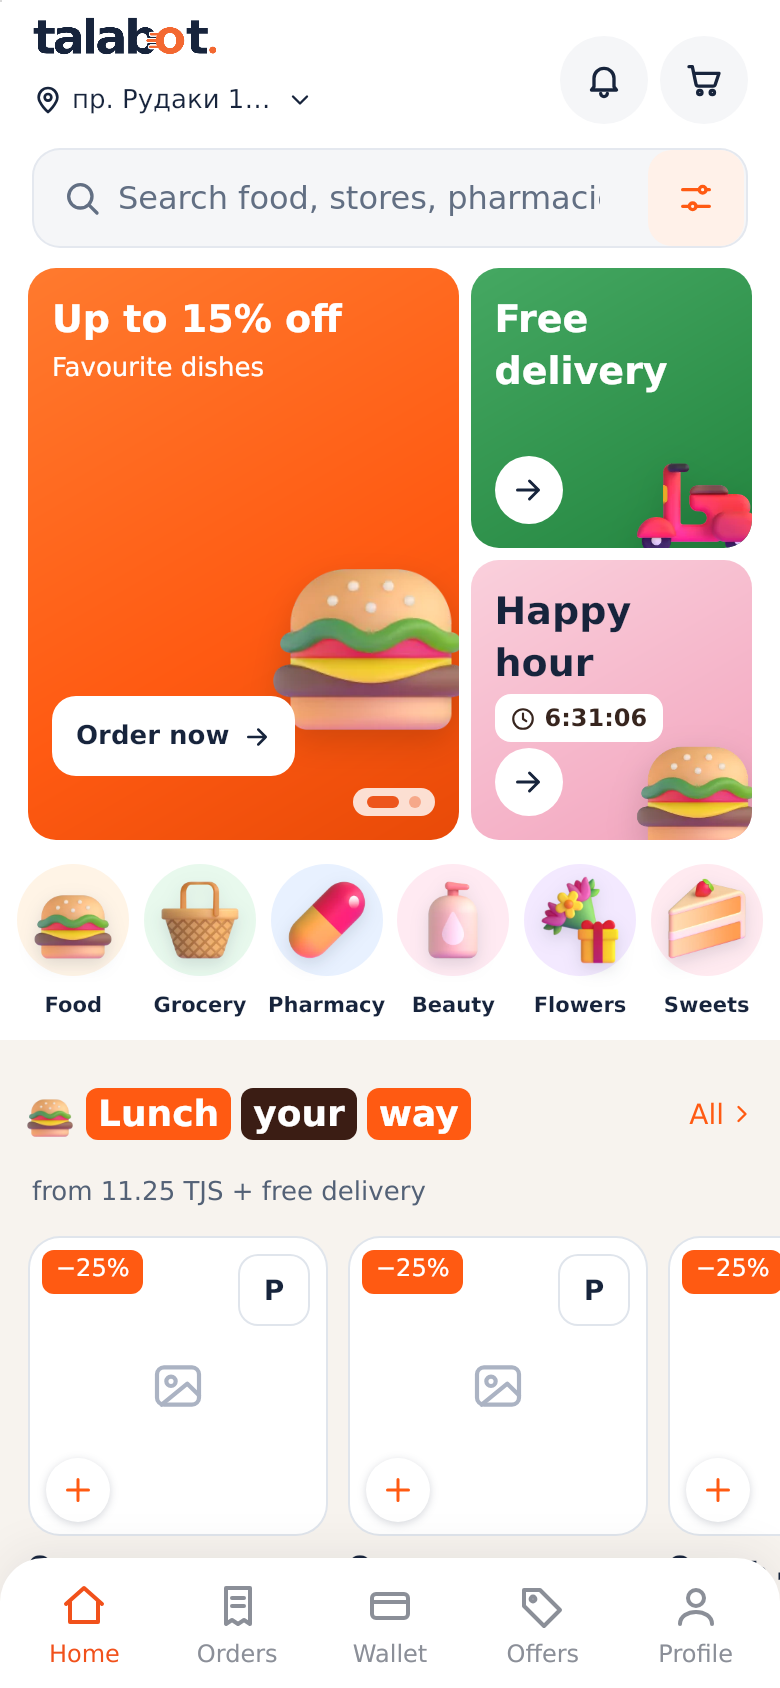 talabot.
пр. Рудаки 1...
Search food, stores, pharmaci
Up to 15% off
Favourite dishes
Order now
Free
delivery
Happy
hour
6:31:06
Food
Grocery
Pharmacy
Beauty
Flowers
Sweets
Lunch your way
All
from 11.25 TJS + free delivery
−25%
P
−25%
P
−25%
Home
Orders
Wallet
Offers
Profile